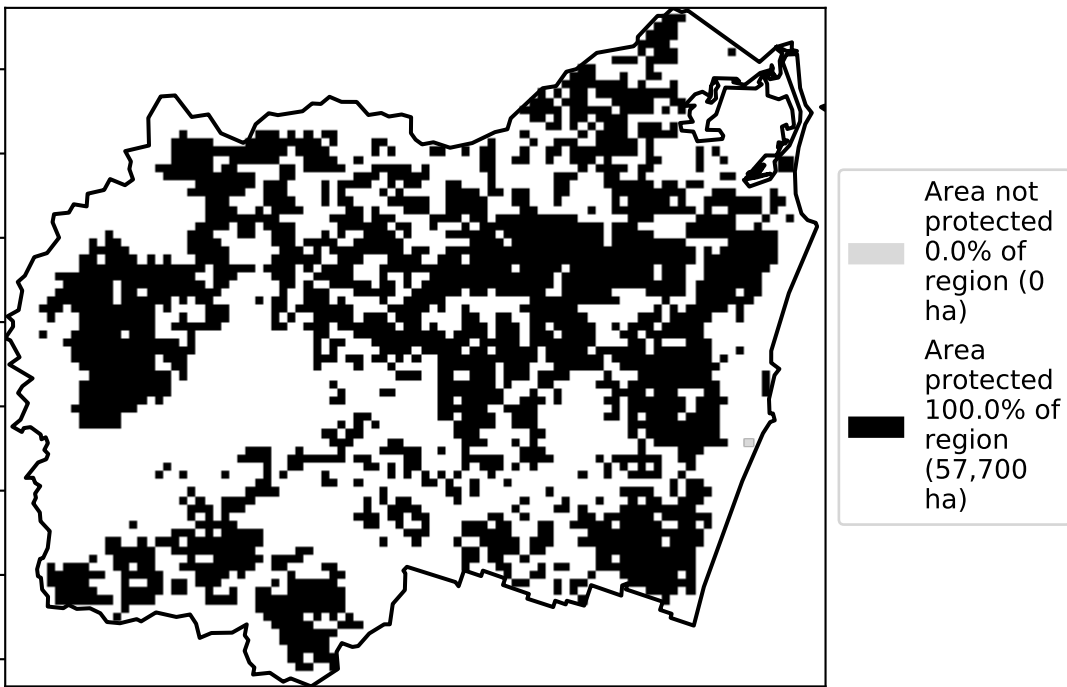 Area not
protected
0.0% of
region (0
ha)
Area
protected
100.0% of
region
(57,700
ha)